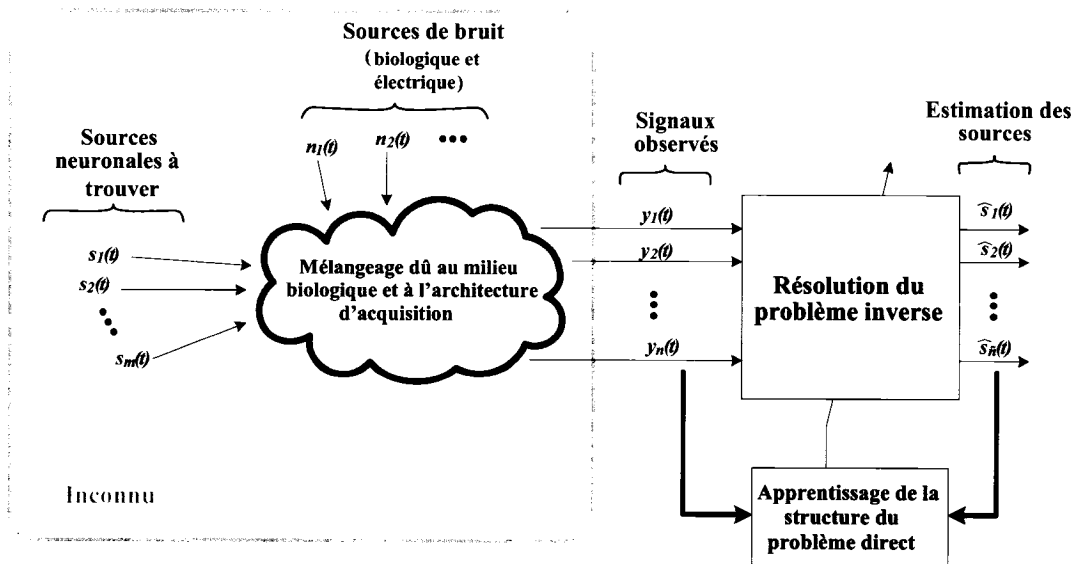 Sources de bruit
(biologique et
électrique)
n1(t)
n2(t)
•••
Sources
neuronales à
trouver
s1(t)
s2(t)
sm(t)
Mélangeage dû au milieu
biologique et à l'architecture
d'acquisition
Inconnu
Signaux
observés
y1(t)
y2(t)
yn(t)
Résolution du
problème inverse
Estimation des
sources
ŝ1(t)
ŝ2(t)
ŝñ(t)
Apprentissage de la
structure du
problème direct